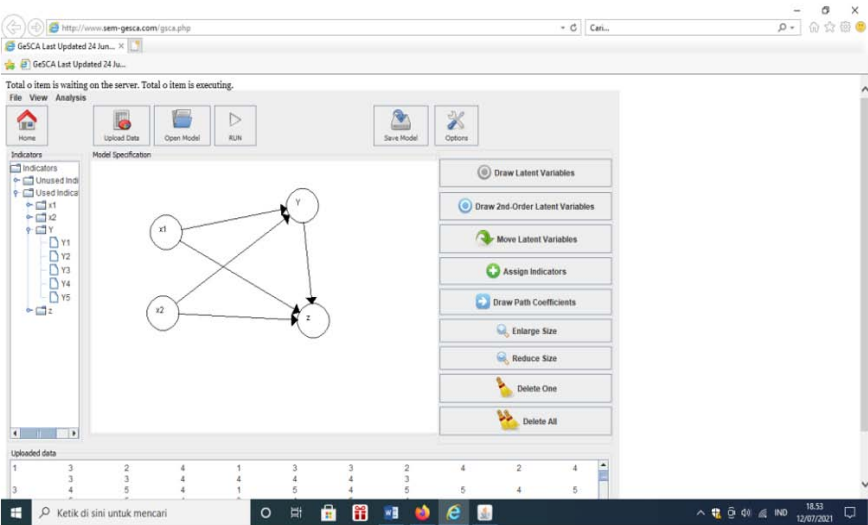 http://www.sem-gesca.com/gsca.php
Cari...
GeSCA Last Updated 24 Jun...
GeSCA Last Updated 24 Ju...
Total 0 item is waiting on the server. Total 0 item is executing.
File View Analysis
Home
Upload Data
Open Model
RUN
Save Model
Options
Indicators
Model Specification
Indicators
Unused Indi
Used Indica
x1
x2
Y
Y1
Y2
Y3
Y4
Y5
z
x1
x2
Y
z
Draw Latent Variables
Draw 2nd-Order Latent Variables
Move Latent Variables
Assign Indicators
Draw Path Coefficients
Enlarge Size
Reduce Size
Delete One
Delete All
Uploaded data
1 3 2 4 1 3 3 2 4 2 4
3 3 4 4 3 4 4 3
3 4 5 4 1 5 4 5 5 4 5
Ketik di sini untuk mencari
IND
18.53
12/07/2021